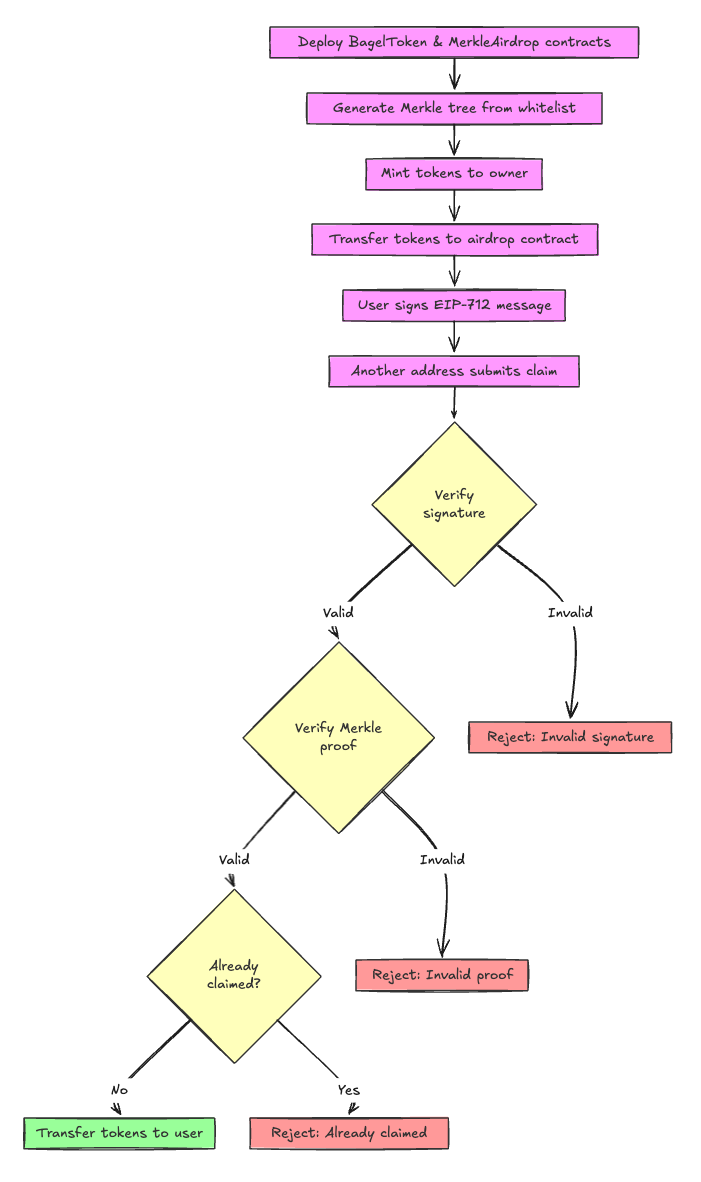 Deploy BagelToken & MerkleAirdrop contracts
Generate Merkle tree from whitelist
Mint tokens to owner
Transfer tokens to airdrop contract
User signs EIP-712 message
Another address submits claim
Verify
signature
Valid
Invalid
Verify Merkle
proof
Reject: Invalid signature
Valid
Invalid
Already
claimed?
Reject: Invalid proof
No
Yes
Transfer tokens to user
Reject: Already claimed